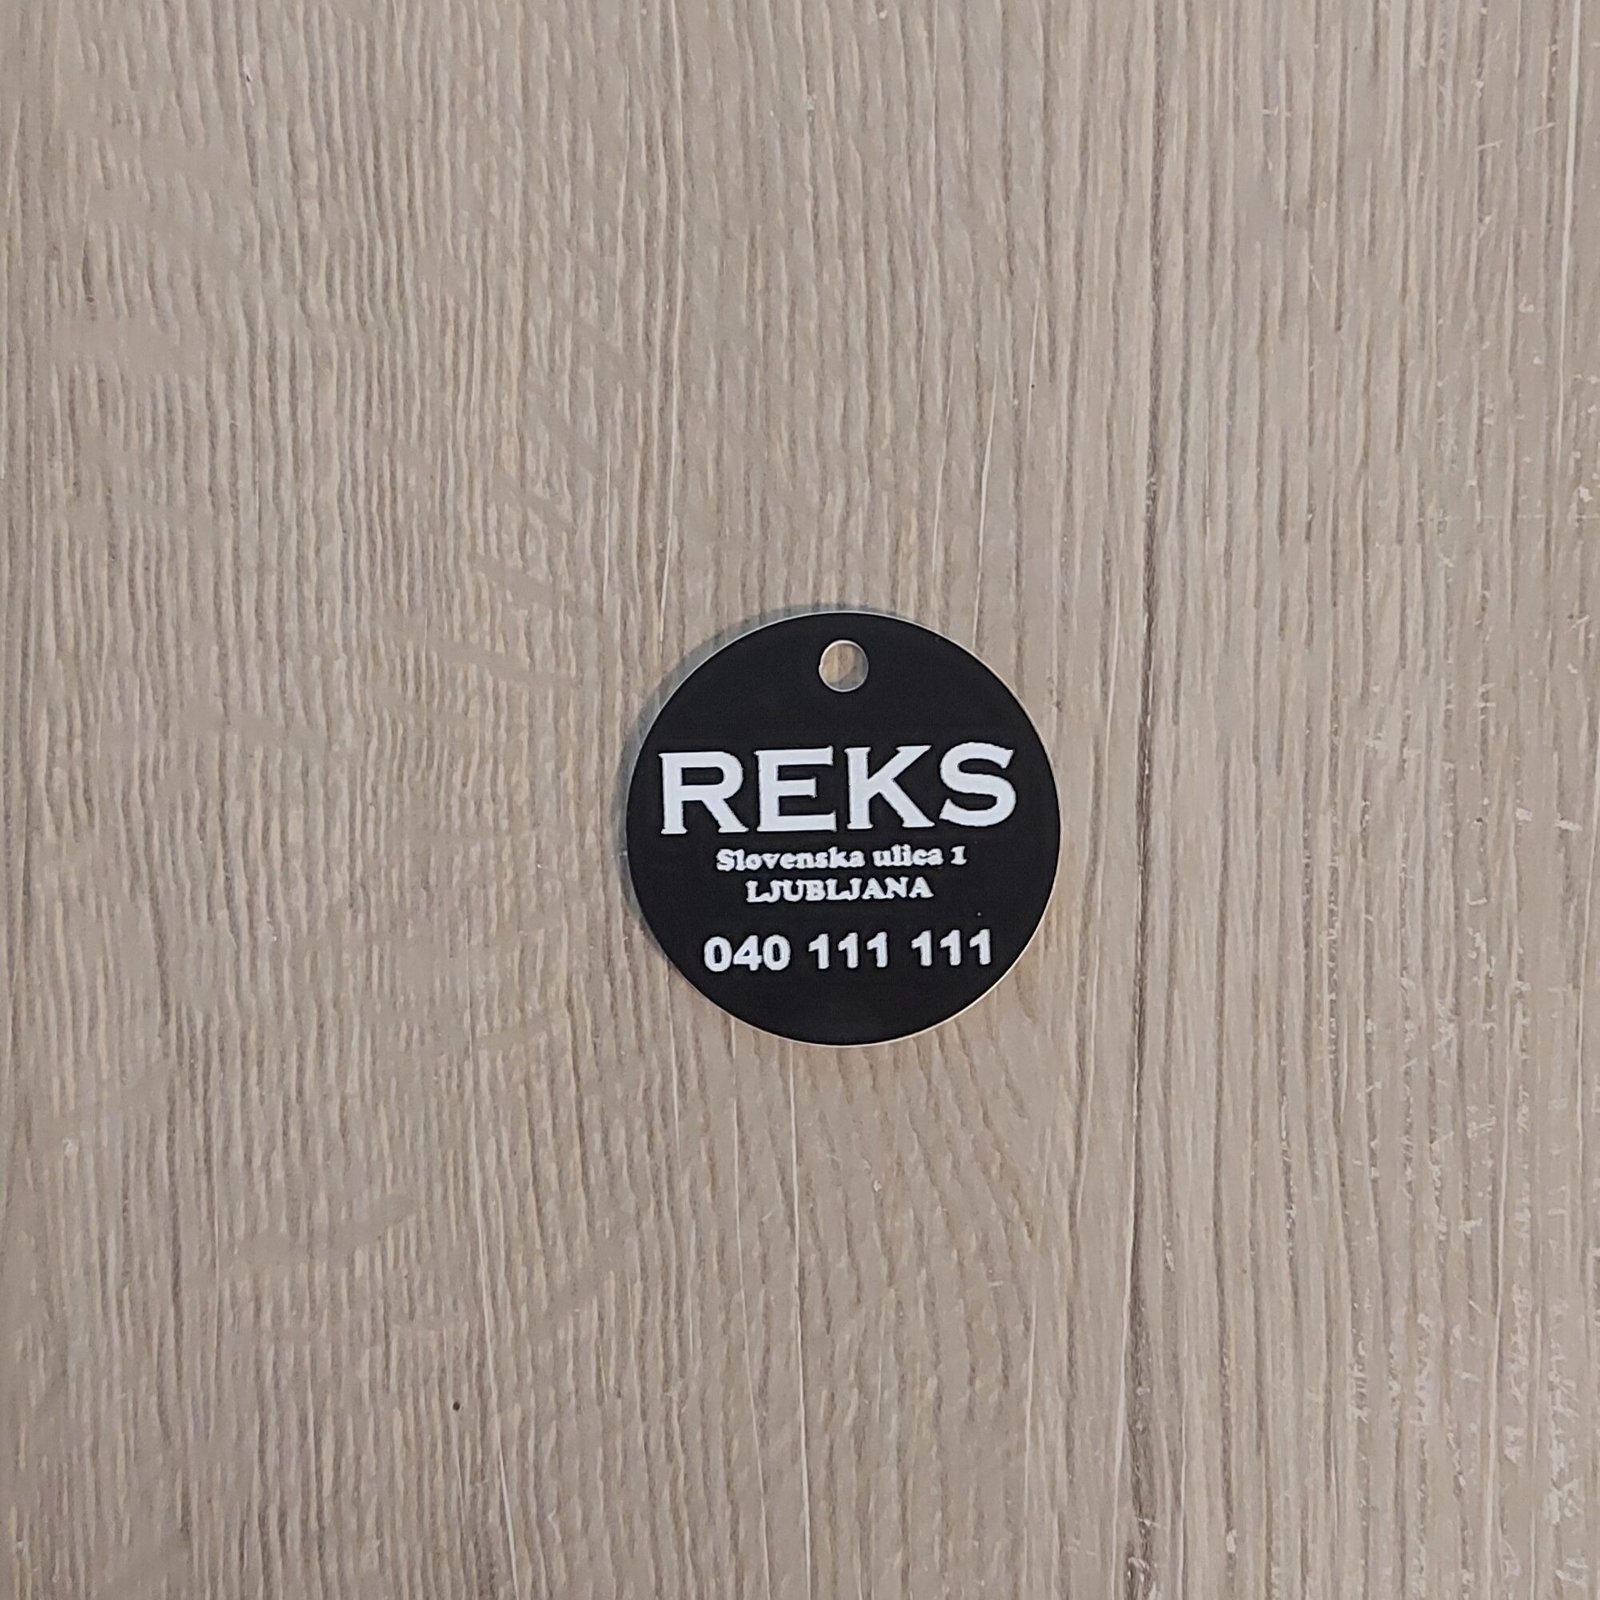 REKS
Slovenska ulica 1
LJUBLJANA
040 111 111